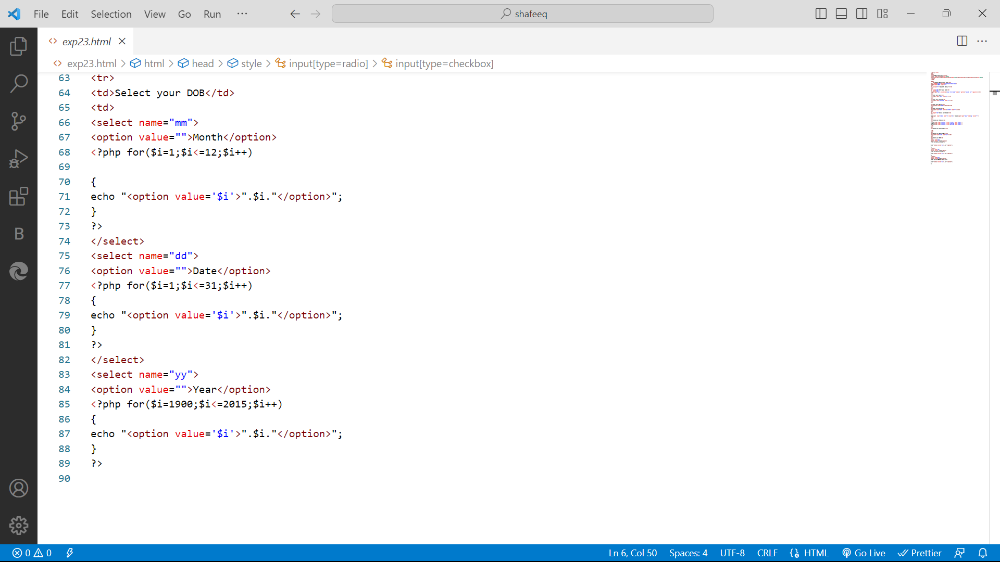 File Edit Selection View Go Run ··· shafeeq
exp23.html
exp23.html > html > head > style > input[type=radio] > input[type=checkbox]
63 <tr>
64 <td>Select your DOB</td>
65 <td>
66 <select name="mm">
67 <option value="">Month</option>
68 <?php for($i=1;$i<=12;$i++)
69
70 {
71 echo "<option value='$i'>".$i."</option>";
72 }
73 ?>
74 </select>
75 <select name="dd">
76 <option value="">Date</option>
77 <?php for($i=1;$i<=31;$i++)
78 {
79 echo "<option value='$i'>".$i."</option>";
80 }
81 ?>
82 </select>
83 <select name="yy">
84 <option value="">Year</option>
85 <?php for($i=1900;$i<=2015;$i++)
86 {
87 echo "<option value='$i'>".$i."</option>";
88 }
89 ?>
90
B
0 0 Ln 6, Col 50 Spaces: 4 UTF-8 CRLF HTML Go Live Prettier